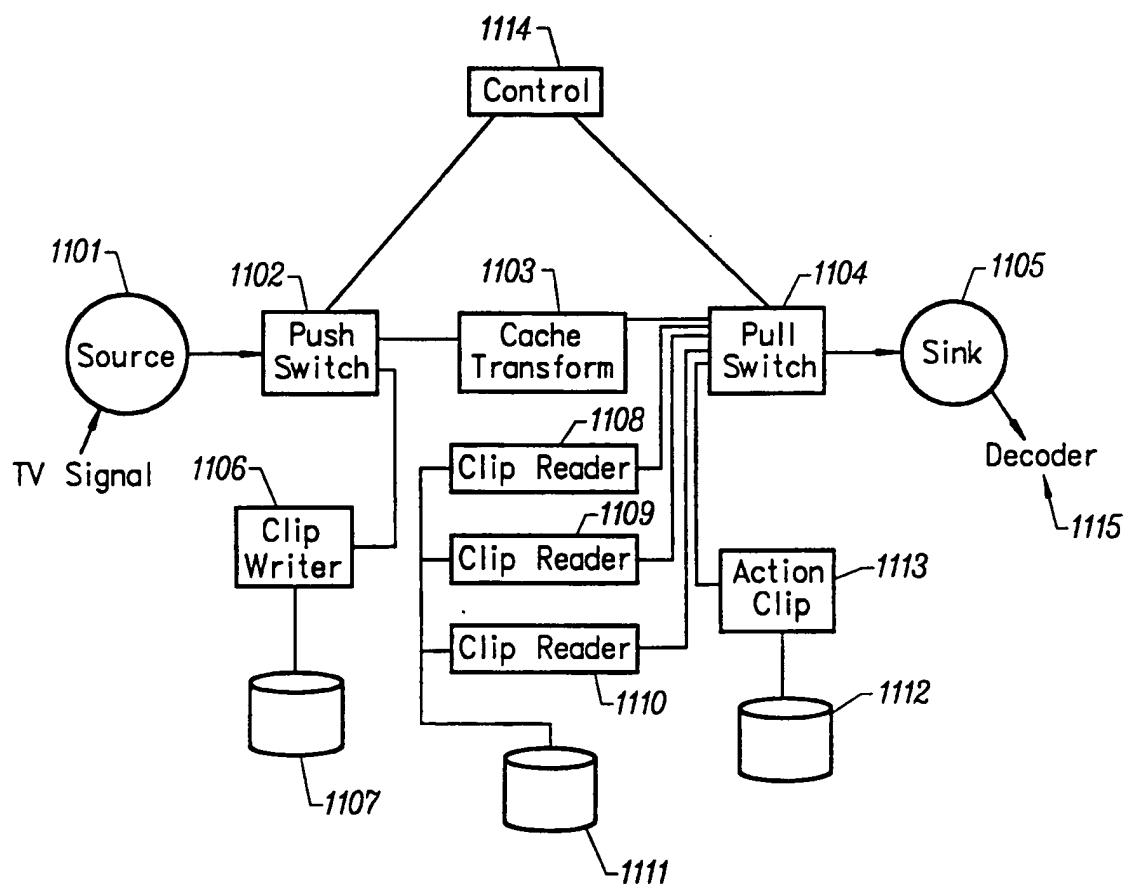 1114
Control
1101
1102
1103
1104
1105
Source
Push
Switch
Cache
Transform
Pull
Switch
Sink
TV Signal
1108
Clip Reader
Decoder
1106
Clip
Writer
1109
Clip Reader
1115
Action
Clip
1113
Clip Reader
1110
1112
1107
1111